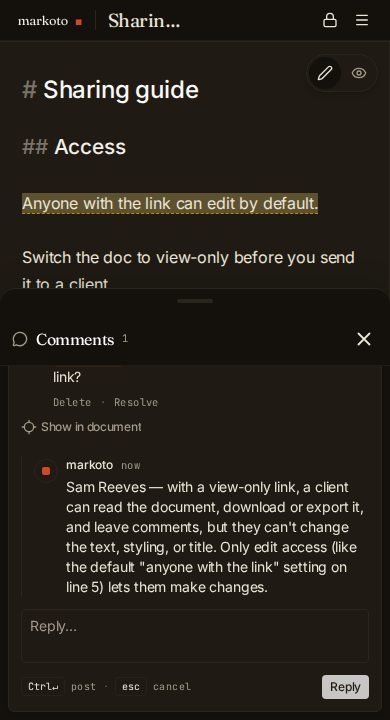 markoto
Sharin...
# Sharing guide
## Access
Anyone with the link can edit by default.
Switch the doc to view-only before you send
it to a client
Comments 1
link?
Delete · Resolve
Show in document
markoto now
Sam Reeves — with a view-only link, a client
can read the document, download or export it,
and leave comments, but they can't change
the text, styling, or title. Only edit access (like
the default "anyone with the link" setting on
line 5) lets them make changes.
Reply...
Ctrl↵ post · esc cancel
Reply